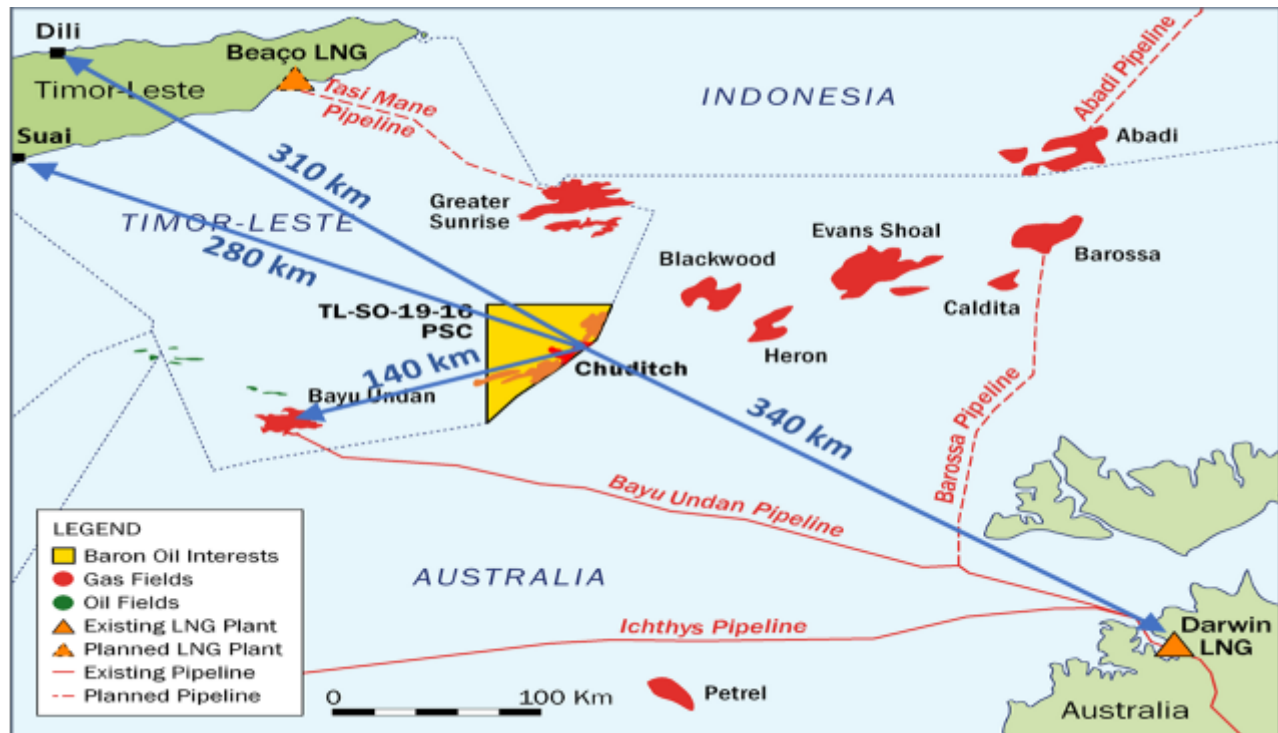 Dili
Beaço LNG
Timor-Leste
Suai
Tasi Mane
Pipeline
INDONESIA
Abadi Pipeline
Abadi
310 km
Greater
Sunrise
TIMOR-LESTE
280 km
Evans Shoal
Barossa
Blackwood
Caldita
Heron
TL-SO-19-16
PSC
Chuditch
140 km
Bayu Undan
340 km
Barossa Pipeline
Bayu Undan Pipeline
AUSTRALIA
Ichthys Pipeline
Darwin
LNG
Petrel
Australia
LEGEND
Baron Oil Interests
Gas Fields
Oil Fields
Existing LNG Plant
Planned LNG Plant
Existing Pipeline
Planned Pipeline
0 100 Km